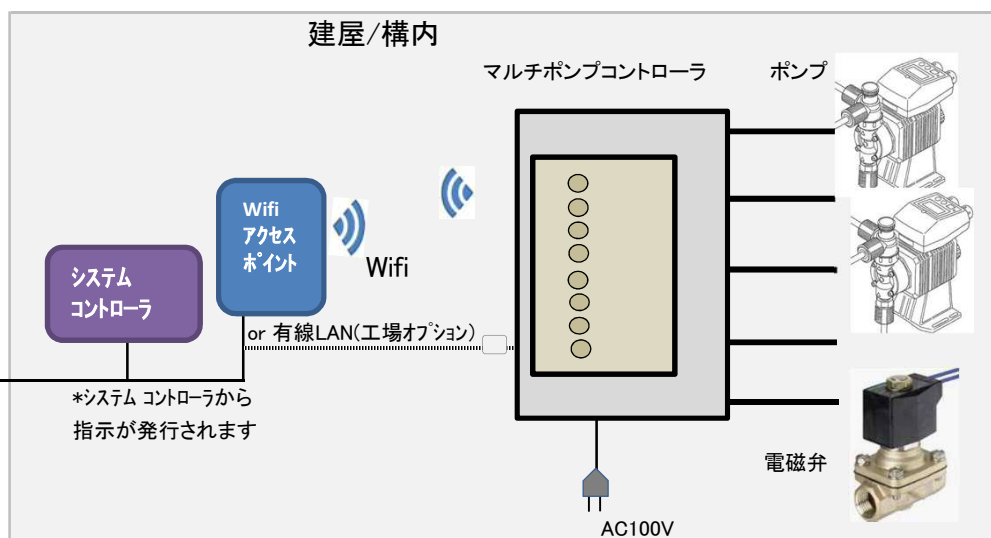 建屋/構内
マルチポンプコントローラ
ポンプ
Wifi
アクセス
ﾎﾟイント
Wifi
システム
コントローラ
or 有線LAN(工場オプション)
*システム コントローラから
指示が発行されます
電磁弁
AC100V